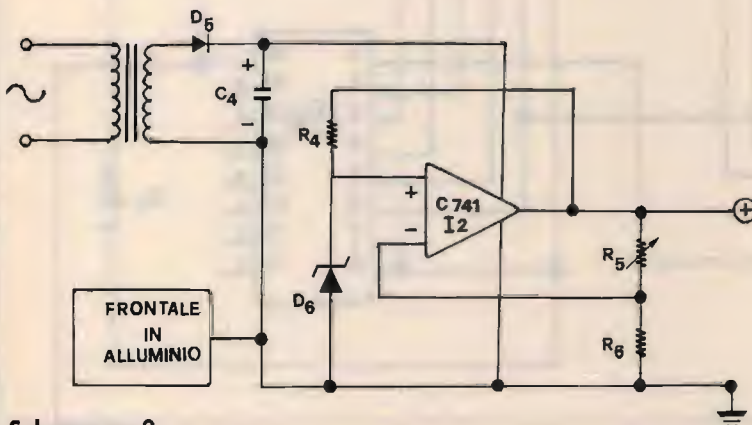 D5
+
C4
-
R4
+
C741
I2
-
+
R5
D6
R6
FRONTALE
IN
ALLUMINIO